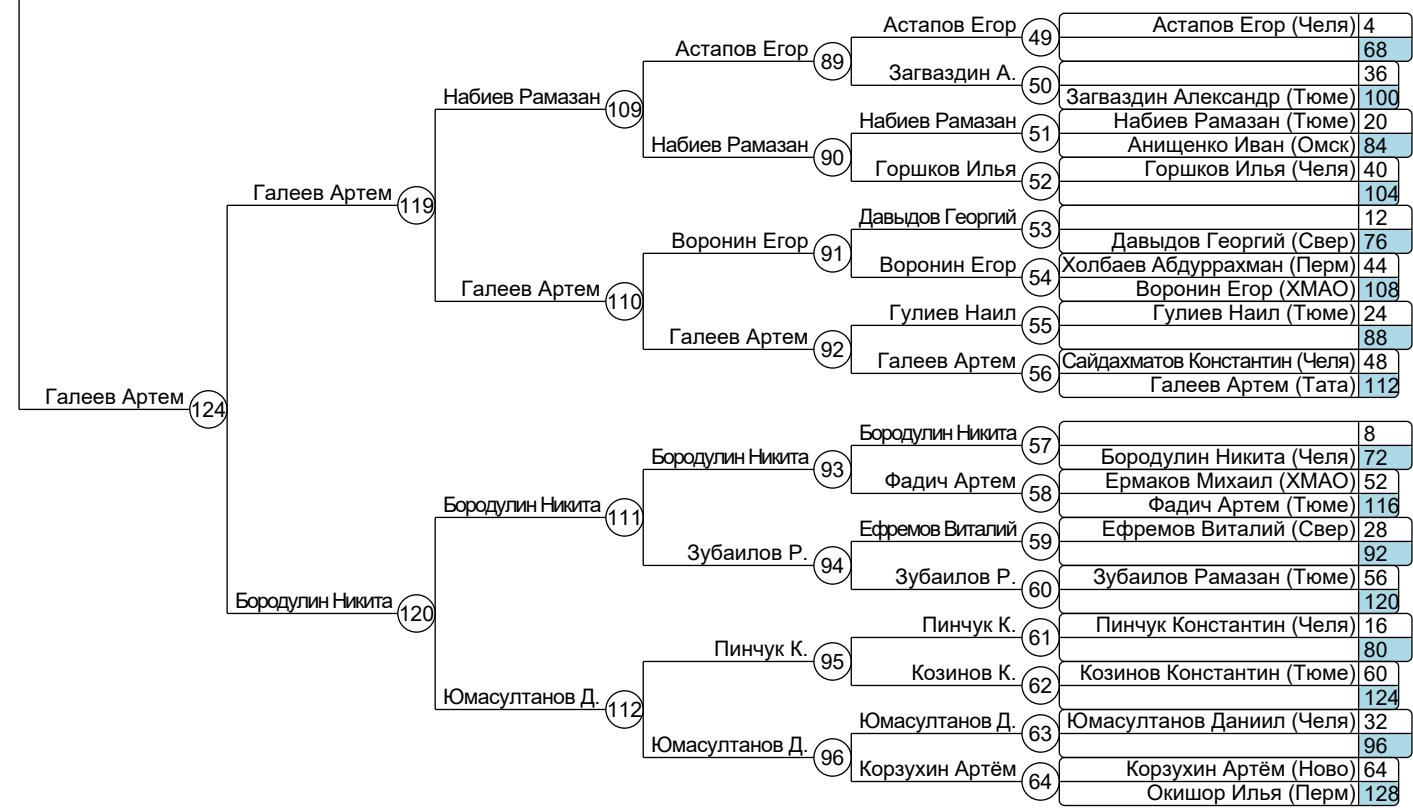 Астапов Егор 49 Астапов Егор (Челя) 4
Астапов Егор 89 68
Загваздин А. 50 36
Загваздин Александр (Тюме) 100
Набиев Рамазан 109
Набиев Рамазан 51 Набиев Рамазан (Тюме) 20
Анищенко Иван (Омск) 84
Набиев Рамазан 90
Горшков Илья 52 Горшков Илья (Челя) 40
104
Галеев Артем 119
Давыдов Георгий 53 12
Давыдов Георгий (Свер) 76
Воронин Егор 91
Воронин Егор 54 Холбаев Абдуррахман (Перм) 44
Воронин Егор (ХМАО) 108
Галеев Артем 110
Гулиев Наил 55 Гулиев Наил (Тюме) 24
88
Галеев Артем 92
Галеев Артем 56 Сайдахматов Константин (Челя) 48
Галеев Артем (Тата) 112
Галеев Артем 124
Бородулин Никита 57 8
Бородулин Никита (Челя) 72
Бородулин Никита 93
Фадич Артем 58 Ермаков Михаил (ХМАО) 52
Фадич Артем (Тюме) 116
Бородулин Никита 111
Ефремов Виталий 59 Ефремов Виталий (Свер) 28
92
Зубаилов Р. 94
Зубаилов Р. 60 Зубаилов Рамазан (Тюме) 56
120
Бородулин Никита 120
Пинчук К. 61 Пинчук Константин (Челя) 16
80
Пинчук К. 95
Козинов К. 62 Козинов Константин (Тюме) 60
124
Юмасултанов Д. 112
Юмасултанов Д. 63 Юмасултанов Даниил (Челя) 32
96
Юмасултанов Д. 96
Корзухин Артём 64 Корзухин Артём (Ново) 64
Окишор Илья (Перм) 128